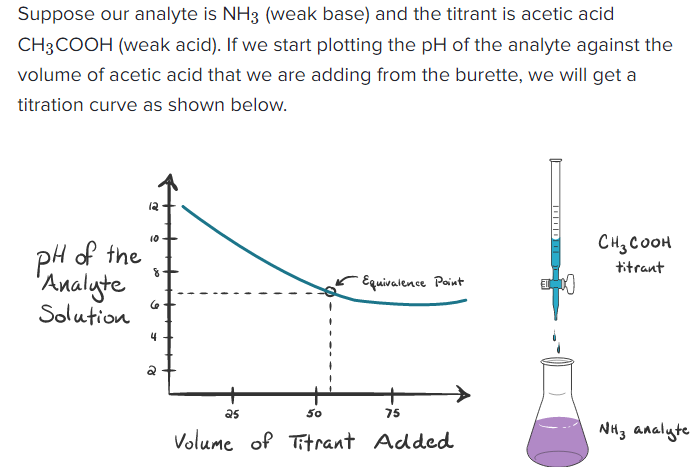 Suppose our analyte is NH3 (weak base) and the titrant is acetic acid
CH3COOH (weak acid). If we start plotting the pH of the analyte against the
volume of acetic acid that we are adding from the burette, we will get a
titration curve as shown below.
12
10
8
6
4
2
pH of the
Analyte
Solution
Equivalence Point
25 50 75
Volume of Titrant Added
CH3COOH
titrant
NH3 analyte